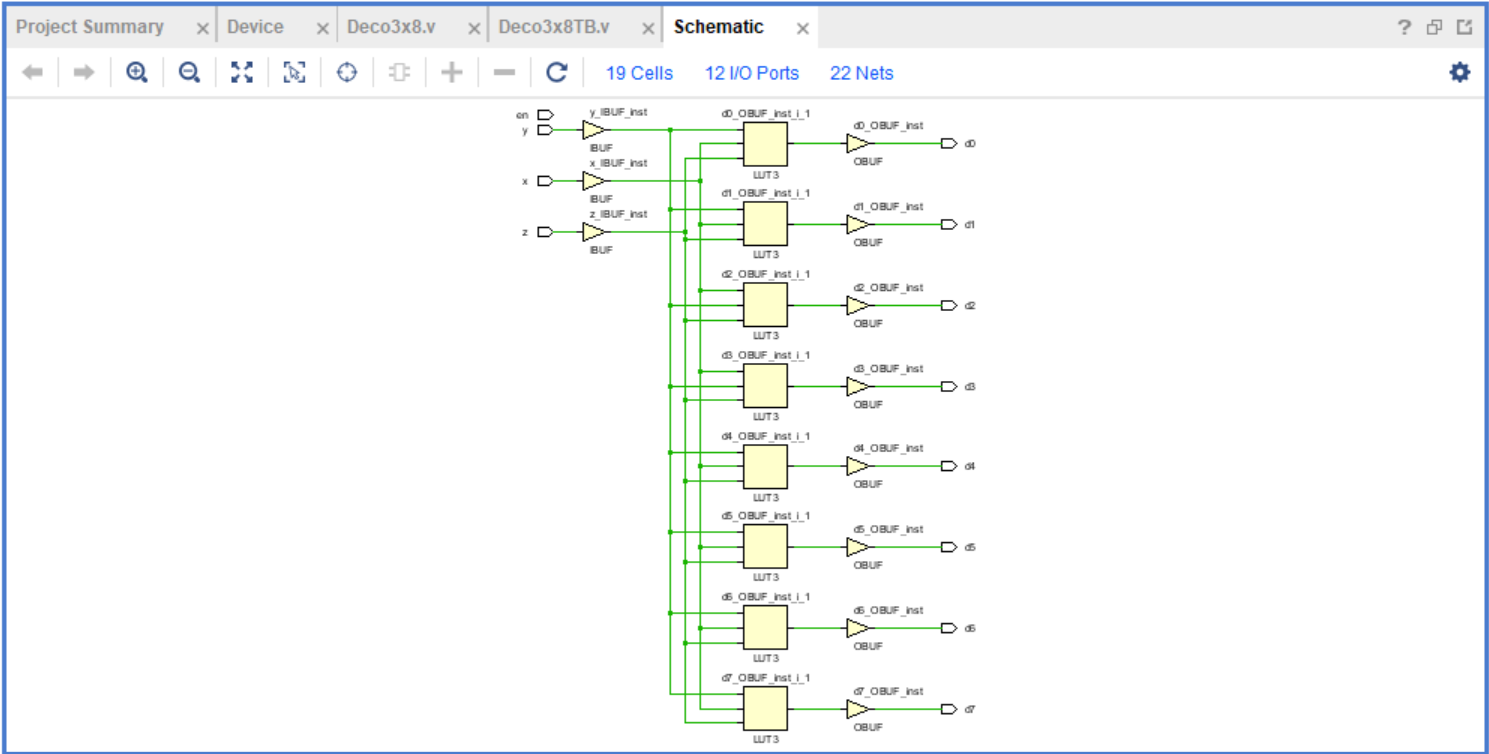 Project Summary × Device × Deco3x8.v × Deco3x8TB.v × Schematic × ?
19 Cells 12 I/O Ports 22 Nets
en
y
y_IBUF_inst
IBUF
x
x_IBUF_inst
IBUF
z
z_IBUF_inst
IBUF
d0_OBUF_inst_i_1
LUT3
d0_OBUF_inst
OBUF
d0
d1_OBUF_inst_i_1
LUT3
d1_OBUF_inst
OBUF
d1
d2_OBUF_inst_i_1
LUT3
d2_OBUF_inst
OBUF
d2
d3_OBUF_inst_i_1
LUT3
d3_OBUF_inst
OBUF
d3
d4_OBUF_inst_i_1
LUT3
d4_OBUF_inst
OBUF
d4
d5_OBUF_inst_i_1
LUT3
d5_OBUF_inst
OBUF
d5
d6_OBUF_inst_i_1
LUT3
d6_OBUF_inst
OBUF
d6
d7_OBUF_inst_i_1
LUT3
d7_OBUF_inst
OBUF
d7